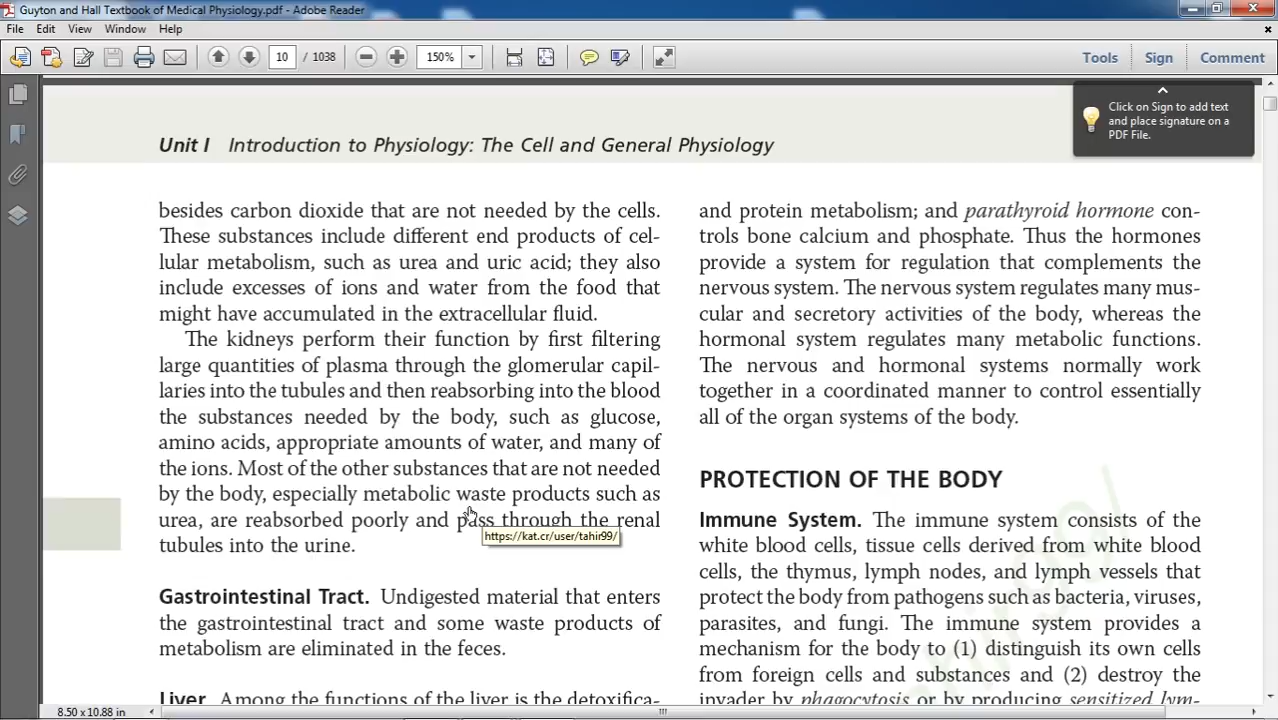 Guyton and Hall Textbook of Medical Physiology.pdf - Adobe Reader
File Edit View Window Help
10 / 1038 150% Tools Sign Comment
Click on Sign to add text
and place signature on a
PDF File.
Unit I Introduction to Physiology: The Cell and General Physiology
besides carbon dioxide that are not needed by the cells.
These substances include different end products of cel-
lular metabolism, such as urea and uric acid; they also
include excesses of ions and water from the food that
might have accumulated in the extracellular fluid.
The kidneys perform their function by first filtering
large quantities of plasma through the glomerular capil-
laries into the tubules and then reabsorbing into the blood
the substances needed by the body, such as glucose,
amino acids, appropriate amounts of water, and many of
the ions. Most of the other substances that are not needed
by the body, especially metabolic waste products such as
urea, are reabsorbed poorly and pass through the renal
https://kat.cr/user/tahir99/
tubules into the urine.
Gastrointestinal Tract. Undigested material that enters
the gastrointestinal tract and some waste products of
metabolism are eliminated in the feces.
Liver. Among the functions of the liver is the detoxifica-
and protein metabolism; and parathyroid hormone con-
trols bone calcium and phosphate. Thus the hormones
provide a system for regulation that complements the
nervous system. The nervous system regulates many mus-
cular and secretory activities of the body, whereas the
hormonal system regulates many metabolic functions.
The nervous and hormonal systems normally work
together in a coordinated manner to control essentially
all of the organ systems of the body.
PROTECTION OF THE BODY
Immune System. The immune system consists of the
white blood cells, tissue cells derived from white blood
cells, the thymus, lymph nodes, and lymph vessels that
protect the body from pathogens such as bacteria, viruses,
parasites, and fungi. The immune system provides a
mechanism for the body to (1) distinguish its own cells
from foreign cells and substances and (2) destroy the
invader by phagocytosis or by producing sensitized lym-
8.50 x 10.88 in